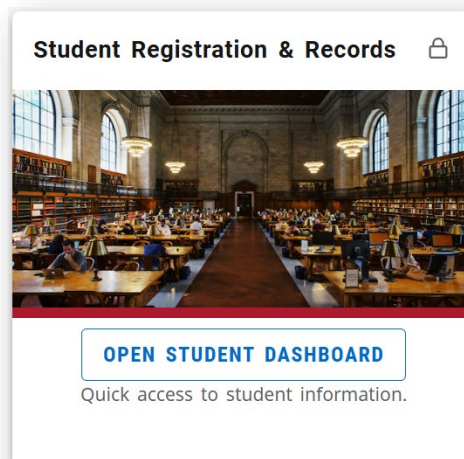 Student Registration & Records
OPEN STUDENT DASHBOARD
Quick access to student information.